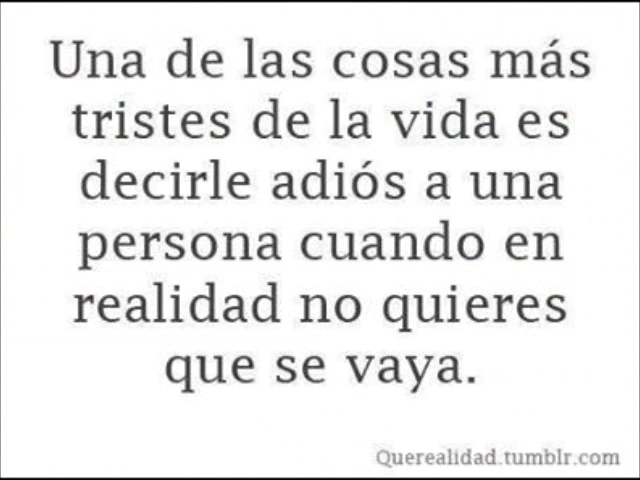 Una de las cosas más
tristes de la vida es
decirle adiós a una
persona cuando en
realidad no quieres
que se vaya.
Querealidad.tumblr.com